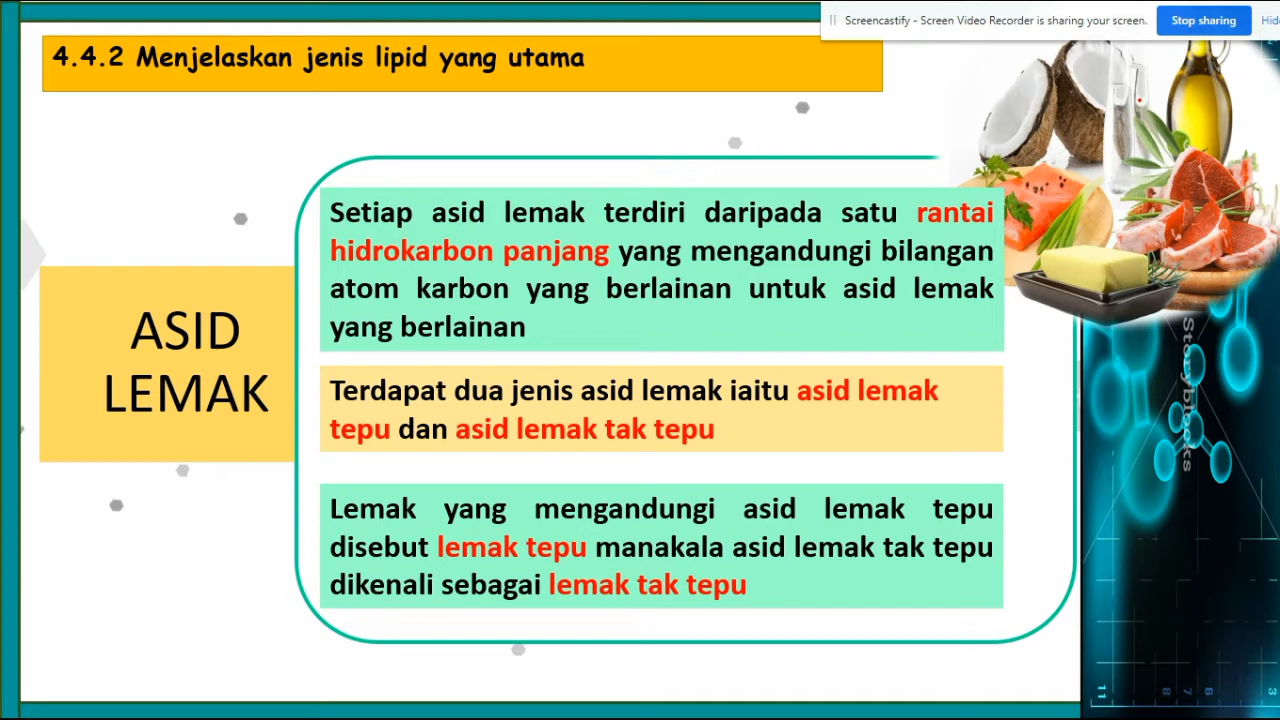 Screencastify - Screen Video Recorder is sharing your screen.
Stop sharing
4.4.2 Menjelaskan jenis lipid yang utama
ASID
LEMAK
Setiap asid lemak terdiri daripada satu rantai
hidrokarbon panjang yang mengandungi bilangan
atom karbon yang berlainan untuk asid lemak
yang berlainan
Terdapat dua jenis asid lemak iaitu asid lemak
tepu dan asid lemak tak tepu
Lemak yang mengandungi asid lemak tepu
disebut lemak tepu manakala asid lemak tak tepu
dikenali sebagai lemak tak tepu
Storyblocks